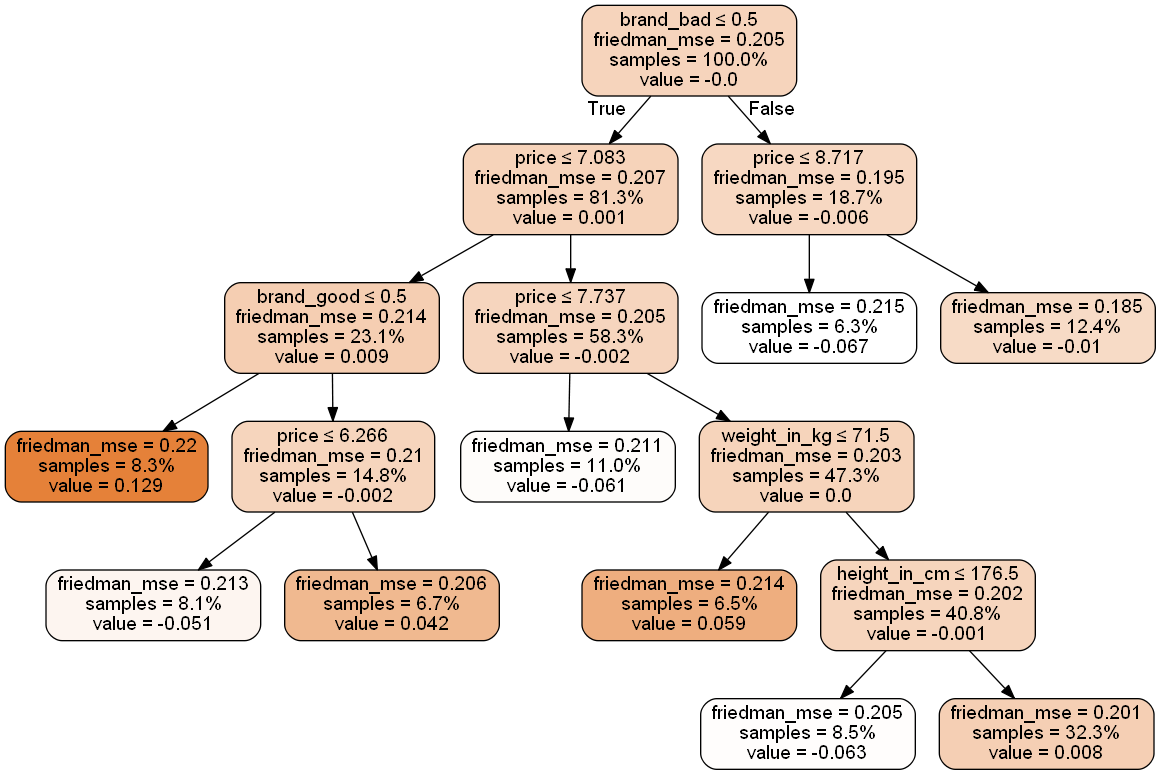 brand_bad ≤ 0.5
friedman_mse = 0.205
samples = 100.0%
value = -0.0
True
False
price ≤ 7.083
friedman_mse = 0.207
samples = 81.3%
value = 0.001
price ≤ 8.717
friedman_mse = 0.195
samples = 18.7%
value = -0.006
brand_good ≤ 0.5
friedman_mse = 0.214
samples = 23.1%
value = 0.009
price ≤ 7.737
friedman_mse = 0.205
samples = 58.3%
value = -0.002
friedman_mse = 0.215
samples = 6.3%
value = -0.067
friedman_mse = 0.185
samples = 12.4%
value = -0.01
friedman_mse = 0.22
samples = 8.3%
value = 0.129
price ≤ 6.266
friedman_mse = 0.21
samples = 14.8%
value = -0.002
friedman_mse = 0.211
samples = 11.0%
value = -0.061
weight_in_kg ≤ 71.5
friedman_mse = 0.203
samples = 47.3%
value = 0.0
friedman_mse = 0.213
samples = 8.1%
value = -0.051
friedman_mse = 0.206
samples = 6.7%
value = 0.042
friedman_mse = 0.214
samples = 6.5%
value = 0.059
height_in_cm ≤ 176.5
friedman_mse = 0.202
samples = 40.8%
value = -0.001
friedman_mse = 0.205
samples = 8.5%
value = -0.063
friedman_mse = 0.201
samples = 32.3%
value = 0.008